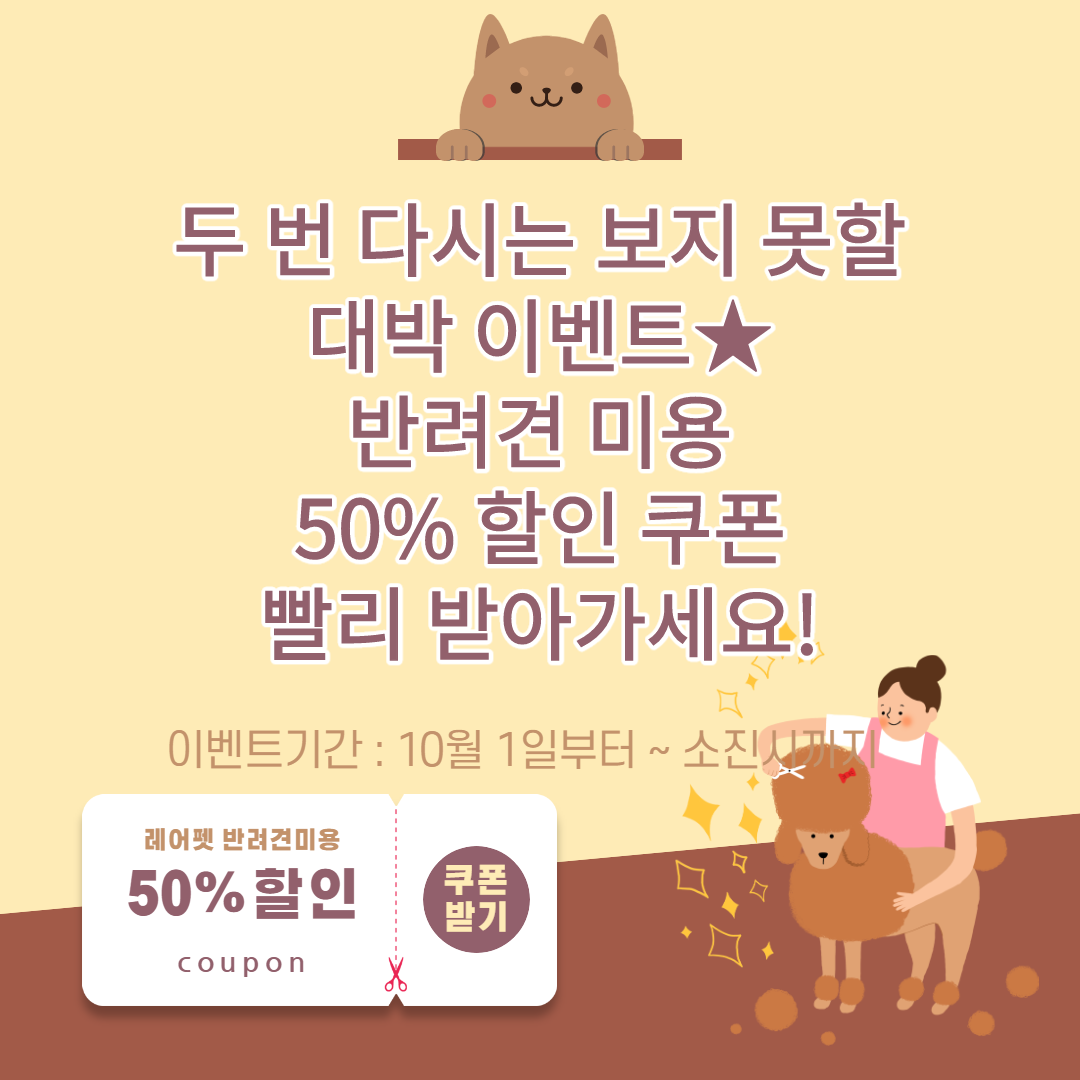 두 번 다시는 보지 못할
대박 이벤트★
반려견 미용
50% 할인 쿠폰
빨리 받아가세요!
이벤트기간 : 10월 1일부터 ~ 소진시까지
레어펫 반려견미용
50% 할인
coupon
쿠폰
받기